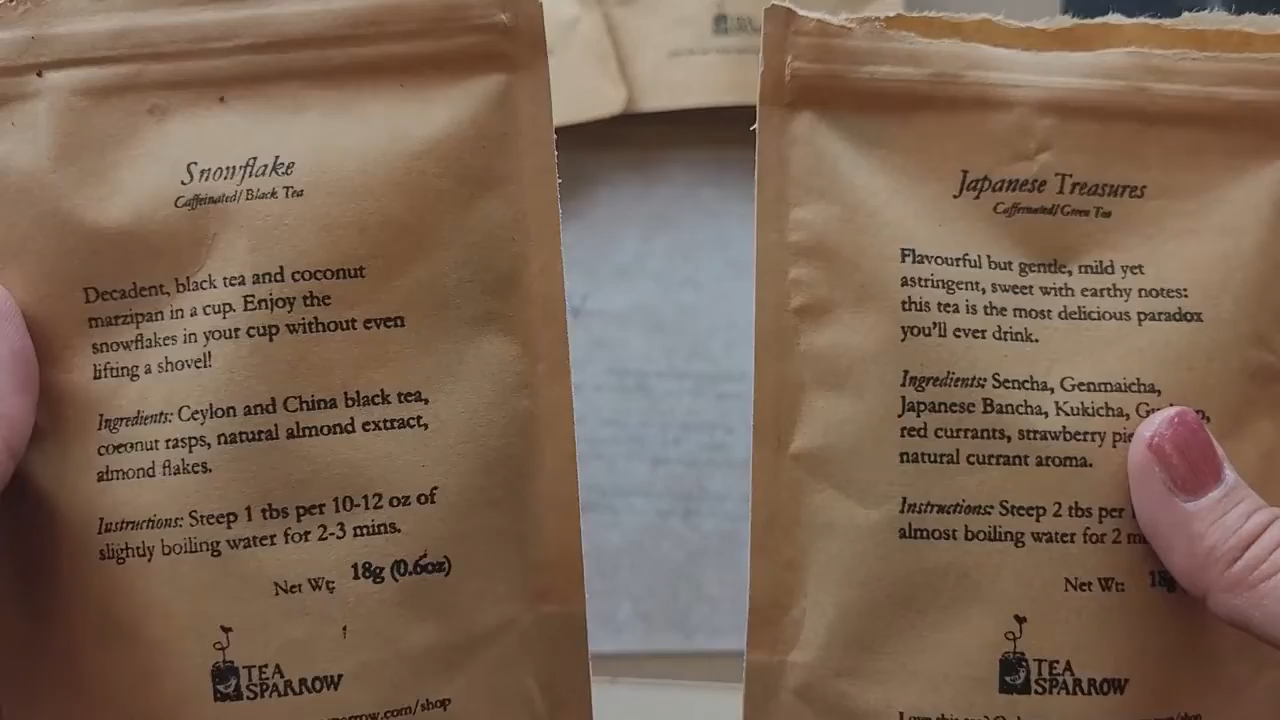 Snowflake
Caffeinated/ Black Tea
Decadent, black tea and coconut
marzipan in a cup. Enjoy the
snowflakes in your cup without even
lifting a shovel!
Ingredients: Ceylon and China black tea,
coconut rasps, natural almond extract,
almond flakes.
Instructions: Steep 1 tbs per 10-12 oz of
slightly boiling water for 2-3 mins.
Net Wt: 18g (0.6oz)
TEA
SPARROW
Japanese Treasures
Caffeinated/ Green Tea
Flavourful but gentle, mild yet
astringent, sweet with earthy notes:
this tea is the most delicious paradox
you'll ever drink.
Ingredients: Sencha, Genmaicha,
Japanese Bancha, Kukicha,
red currants, strawberry
natural currant aroma.
Instructions: Steep 2 tbs per
almost boiling water for 2
Net Wt:
TEA
SPARROW